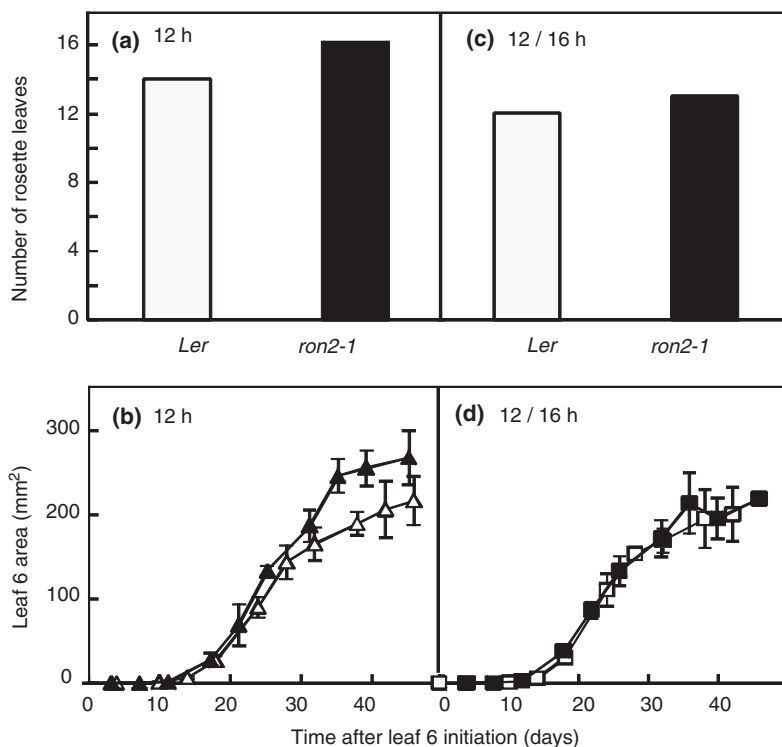 Number of rosette leaves
16
12
8
4
0
(a) 12 h
(c) 12 / 16 h
Ler
ron2-1
Ler
ron2-1
Leaf 6 area (mm²)
300
200
100
0
(b) 12 h
(d) 12 / 16 h
0 10 20 30 40
0 10 20 30 40
Time after leaf 6 initiation (days)